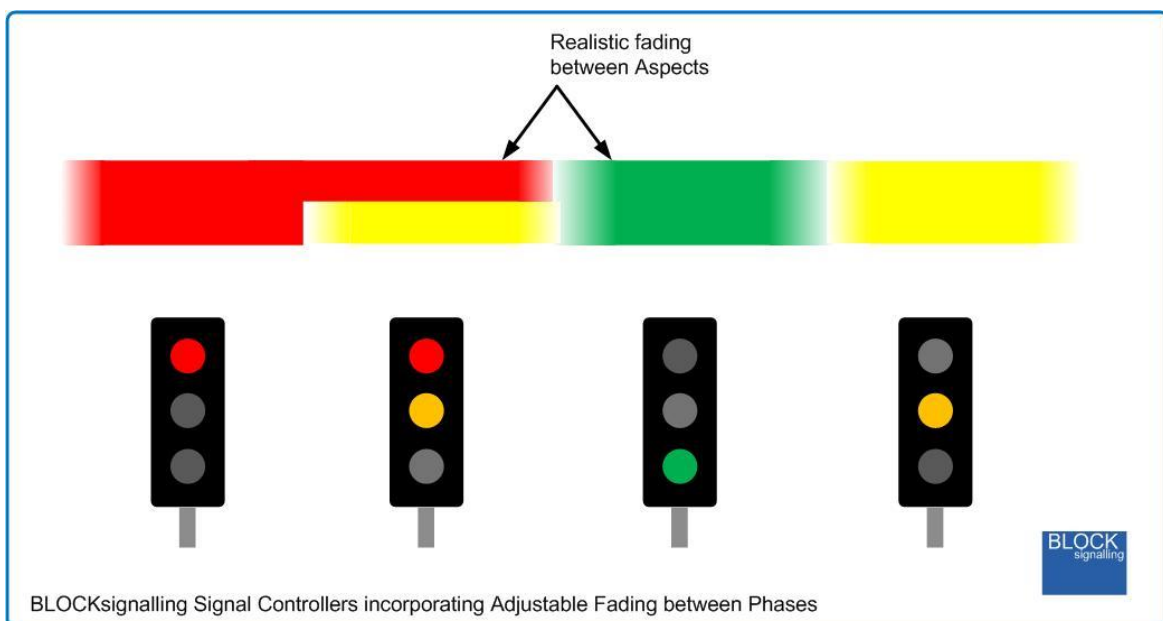 Realistic fading
between Aspects
BLOCK
signalling
BLOCKsignalling Signal Controllers incorporating Adjustable Fading between Phases